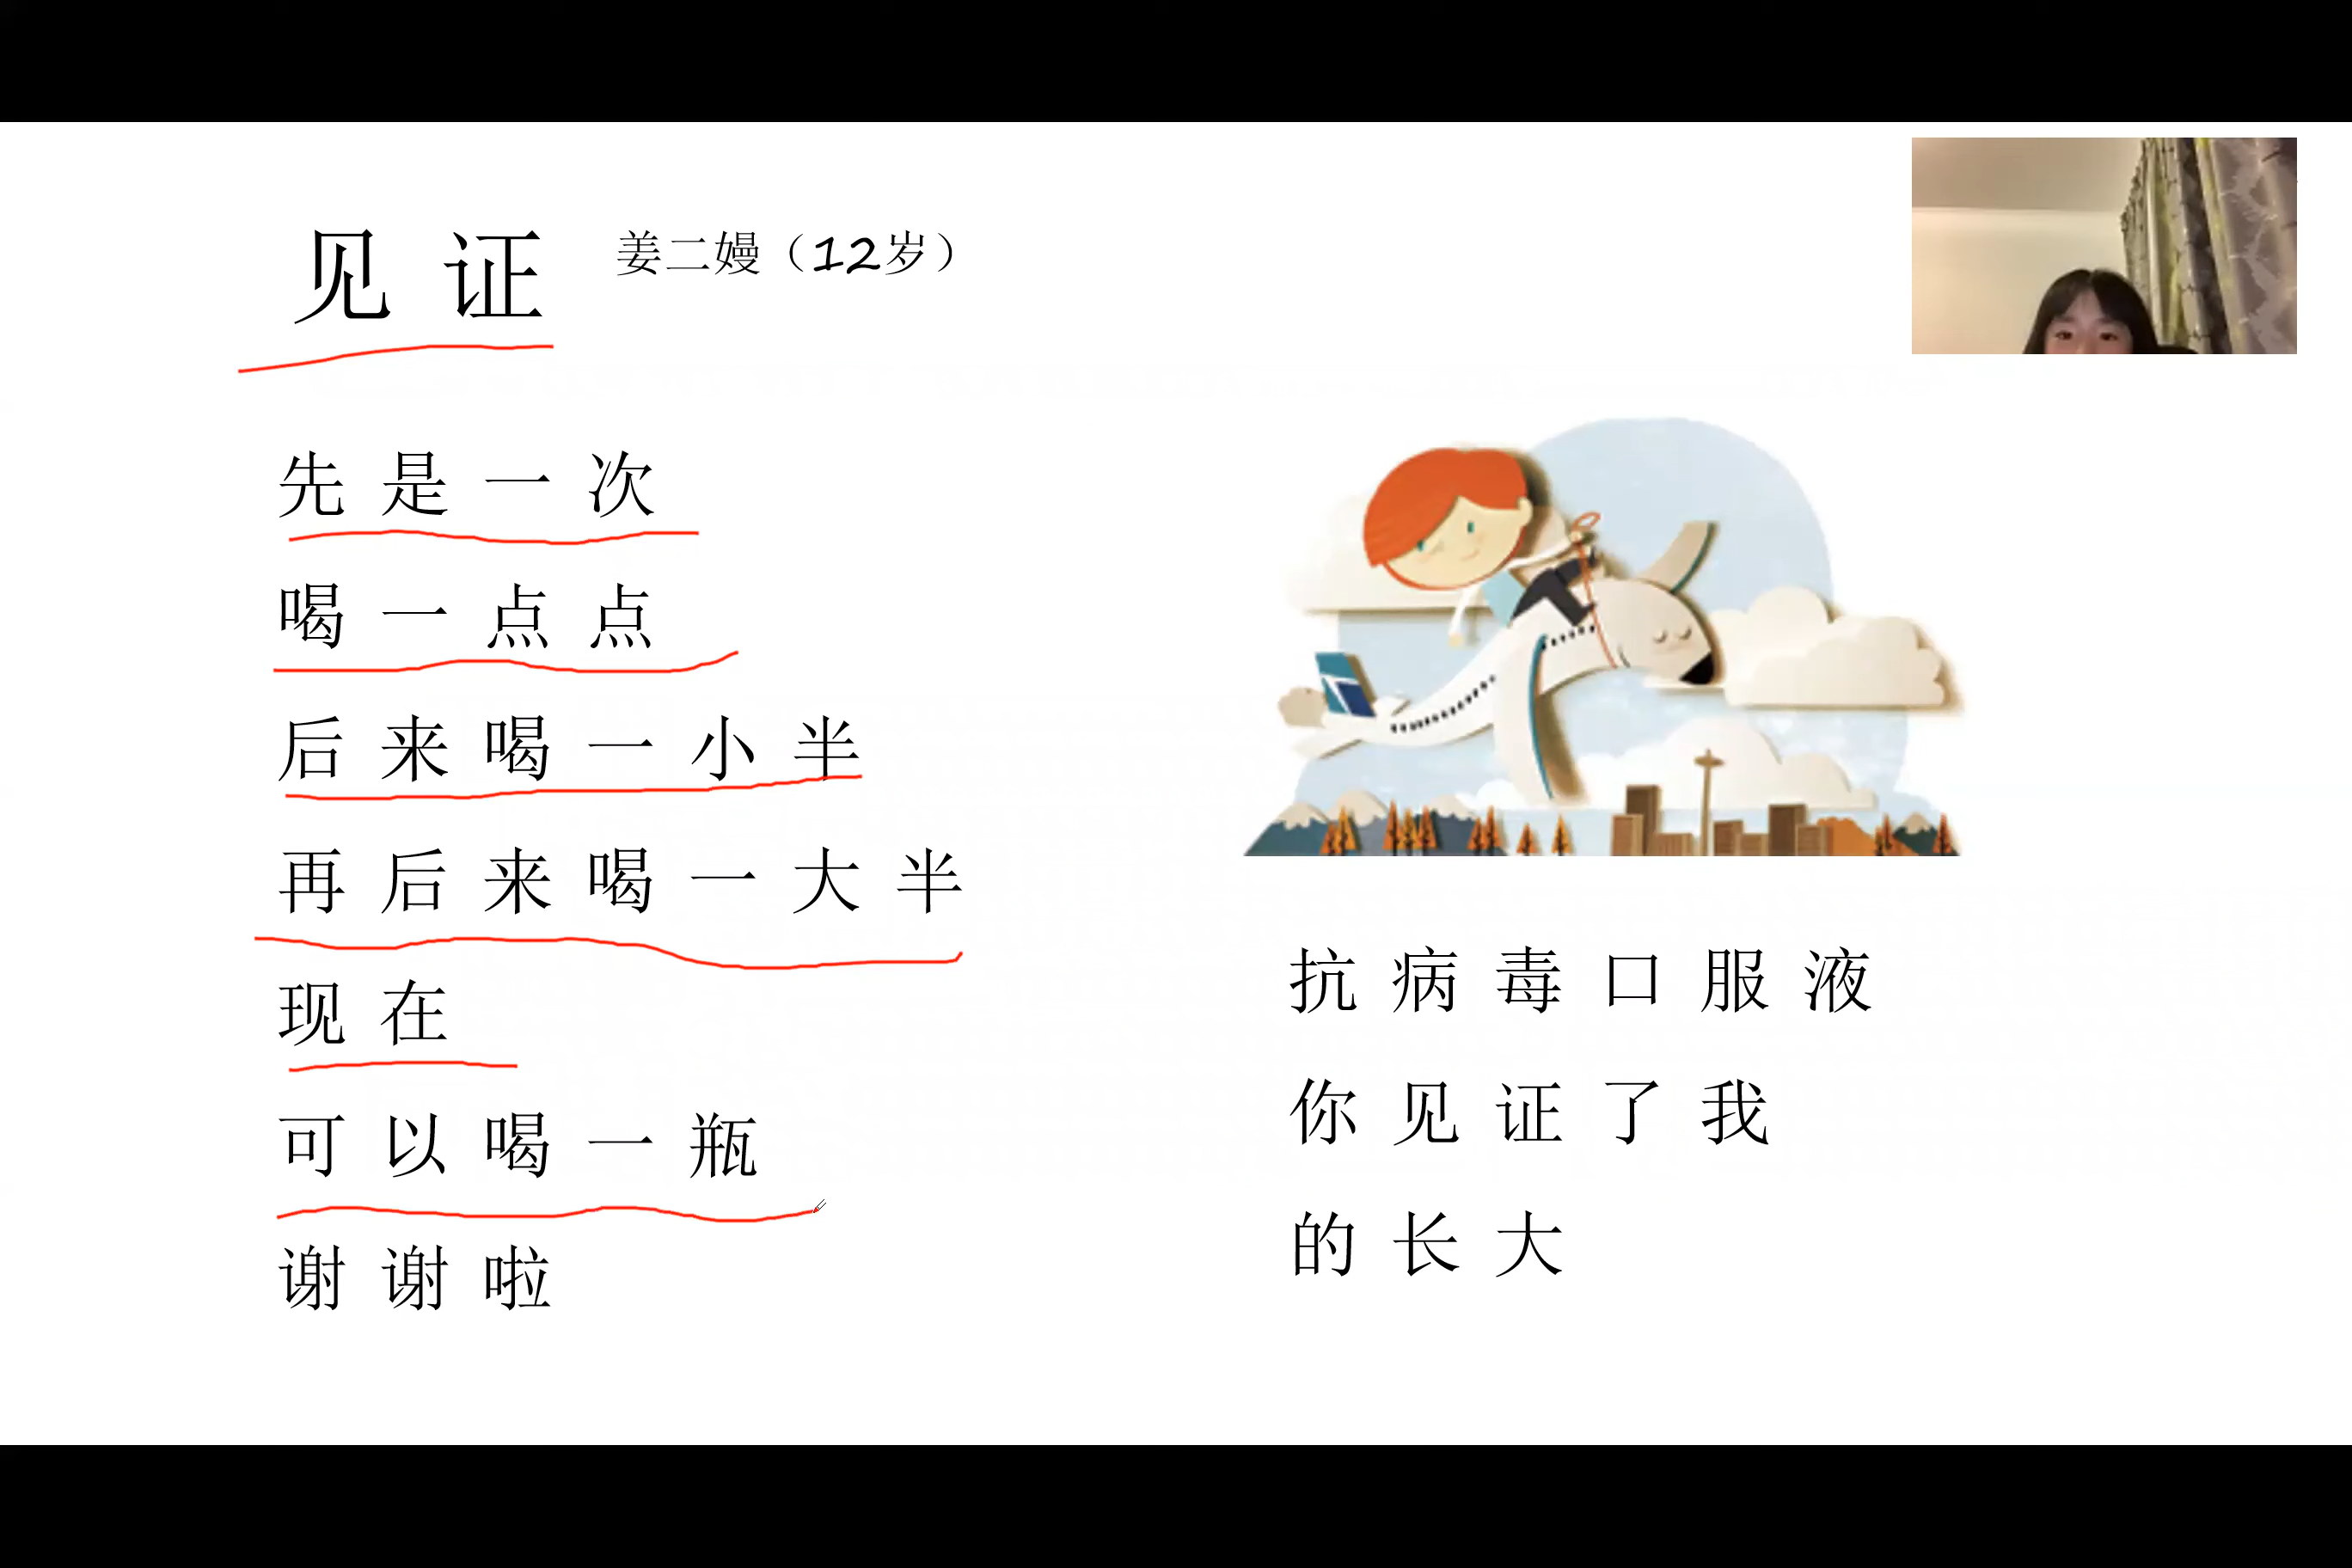 见证 姜二嫚（12岁）
先是一次
喝一点点
后来喝一小半
再后来喝一大半
现在
可以喝一瓶
谢谢啦
抗病毒口服液
你见证了我
的长大